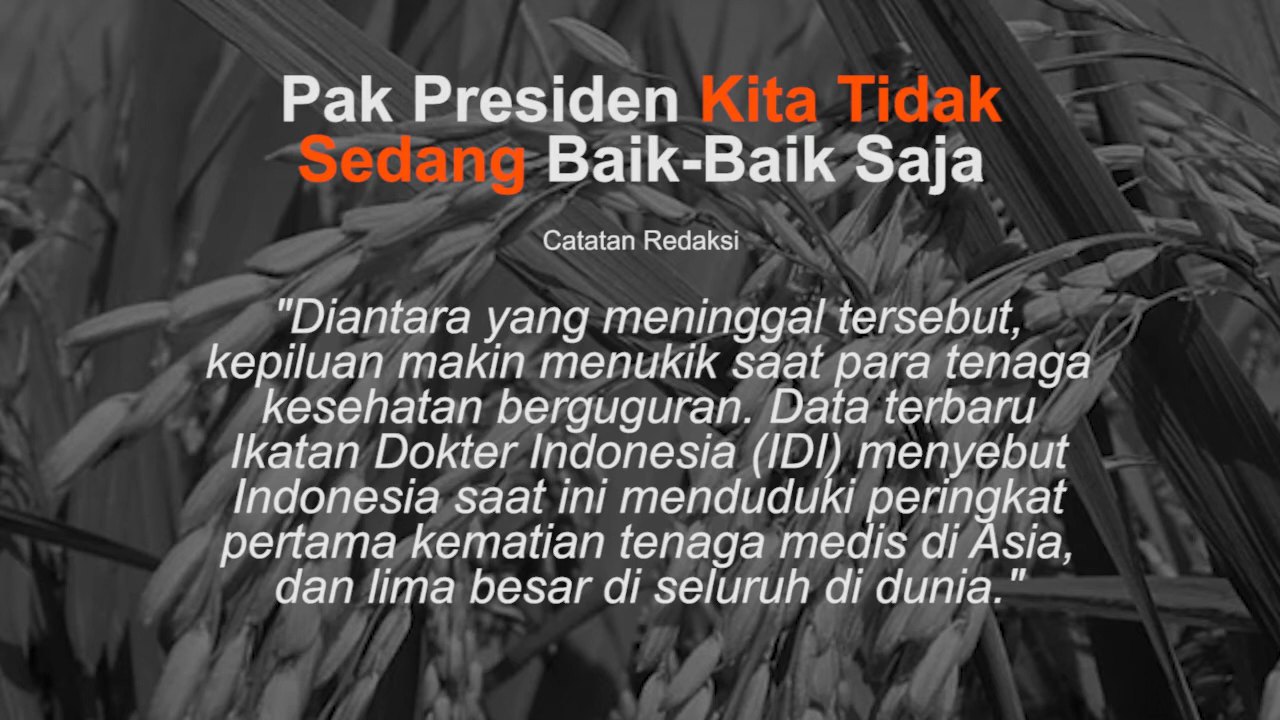 Pak Presiden Kita Tidak
Sedang Baik-Baik Saja
Catatan Redaksi
"Diantara yang meninggal tersebut,
kepiluan makin menukik saat para tenaga
kesehatan berguguran. Data terbaru
Ikatan Dokter Indonesia (IDI) menyebut
Indonesia saat ini menduduki peringkat
pertama kematian tenaga medis di Asia,
dan lima besar di seluruh di dunia."